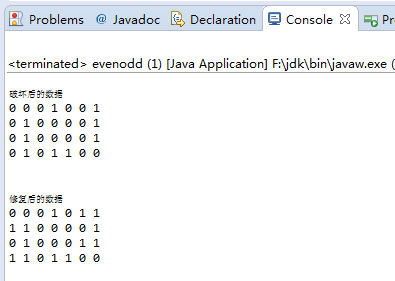 Problems @ Javadoc Declaration Console Pr
<terminated> evenodd (1) [Java Application] F:\jdk\bin\javaw.exe (
破坏后的数据
0 0 0 1 0 0 1
0 1 0 0 0 0 1
0 1 0 0 0 0 1
0 1 0 1 1 0 0
修复后的数据
0 0 0 1 0 1 1
1 1 0 0 0 0 1
0 1 0 0 0 1 1
1 1 0 1 1 0 0